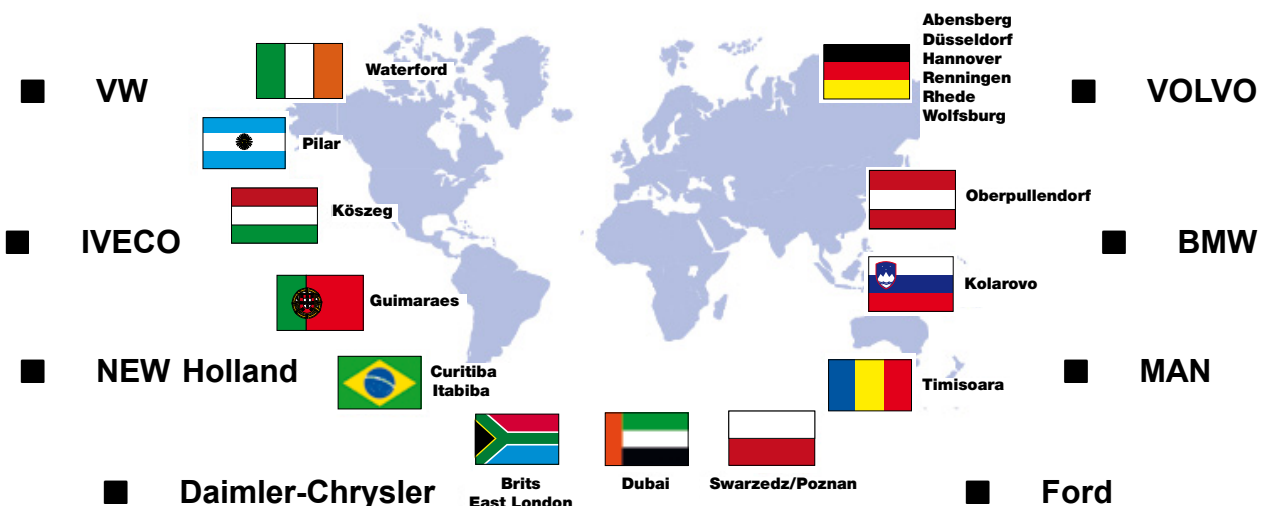 Abensberg
Düsseldorf
Hannover
Renningen
Rhede
Wolfsburg
Waterford
VW
VOLVO
Pilar
Oberpullendorf
Köszeg
IVECO
BMW
Kolarovo
Guimaraes
NEW Holland
Curitiba
Itabiba
Timisoara
MAN
Brits
East London
Dubai
Swarzedz/Poznan
Daimler-Chrysler
Ford